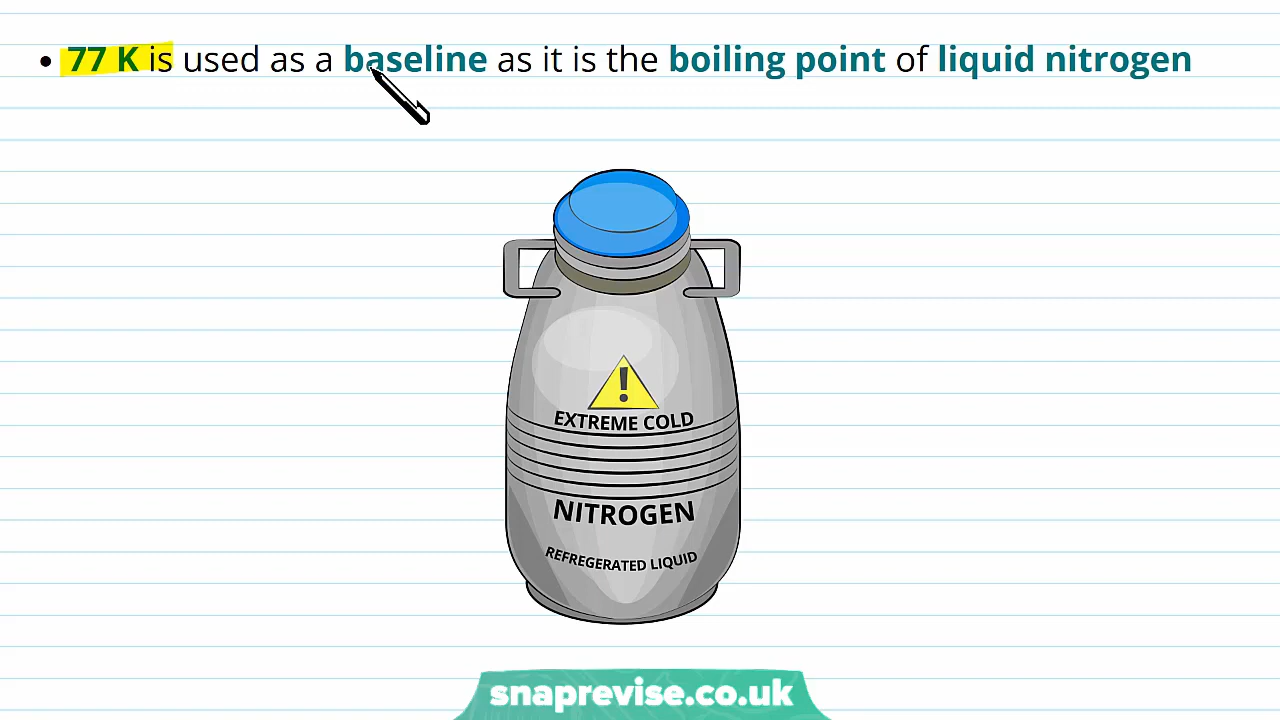 • 77 K is used as a baseline as it is the boiling point of liquid nitrogen
!
EXTREME COLD
NITROGEN
REFREGERATED LIQUID
snaprevise.co.uk